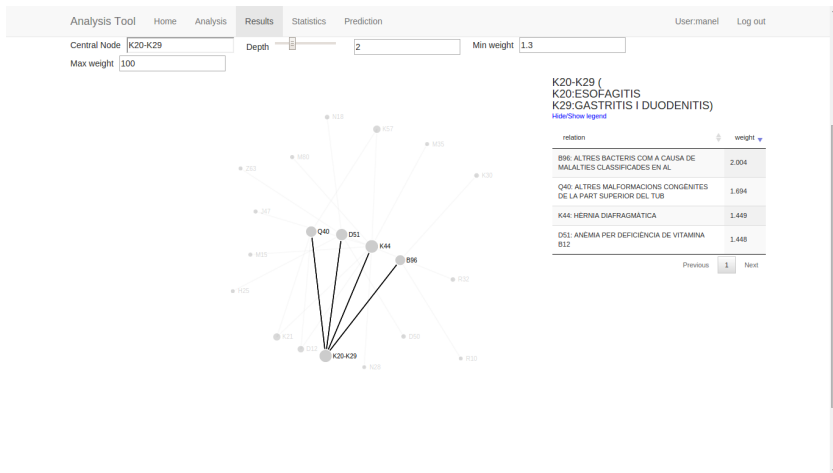 Analysis Tool Home Analysis Results Statistics Prediction User:manel Log out
Central Node K20-K29 Depth 2 Min weight 1.3
Max weight 100
K20-K29 (
K20:ESOFAGITIS
K29:GASTRITIS I DUODENITIS)
Hide/Show legend
relation weight
B96: ALTRES BACTERIS COM A CAUSA DE
MALALTIES CLASSIFICADES EN AL
2.004
Q40: ALTRES MALFORMACIONS CONGÈNITES
DE LA PART SUPERIOR DEL TUB
1.694
K44: HÈRNIA DIAFRAGMÀTICA 1.449
D51: ANÈMIA PER DEFICIÈNCIA DE VITAMINA
B12
1.448
Previous 1 Next
N18
K57
K30
Q40
D51
K44
B96
K21
D12
D50
R10
K20-K29